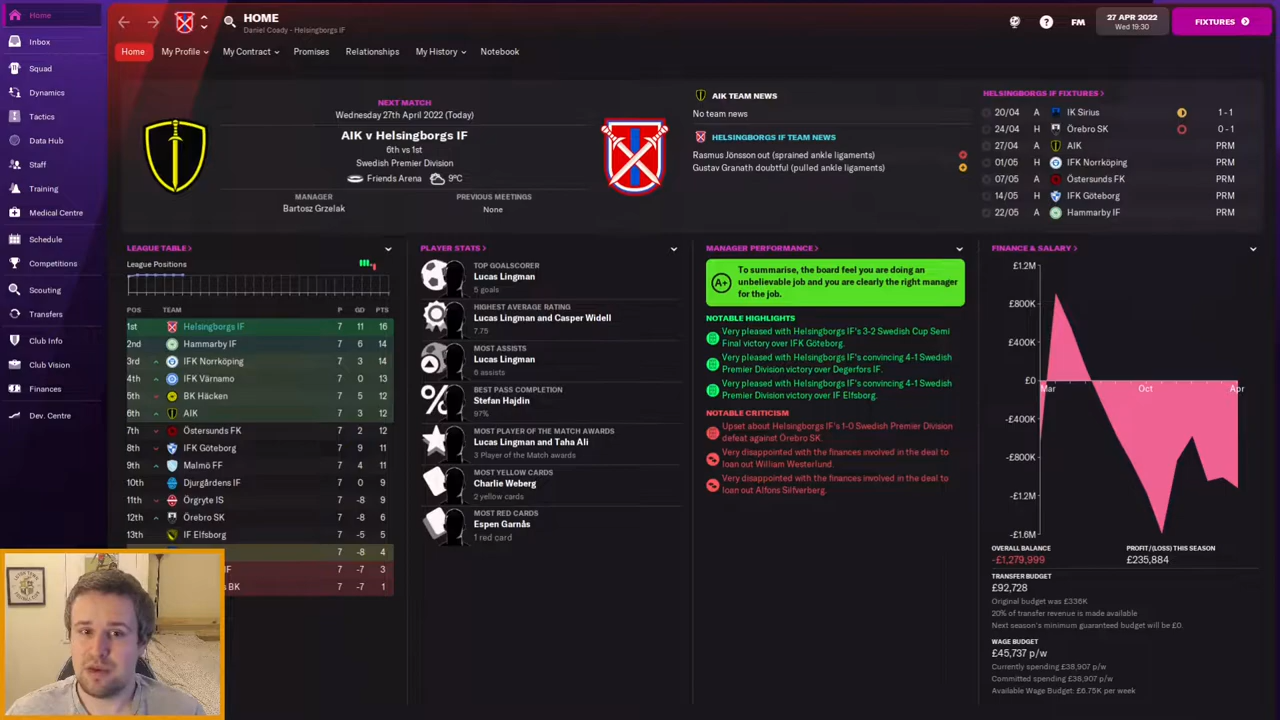 Home
Inbox
Squad
Dynamics
Tactics
Data Hub
Staff
Training
Medical Centre
Schedule
Competitions
Scouting
Transfers
Club Info
Club Vision
Finances
Dev. Centre
HOME
Daniel Coady - Helsingborgs IF
FM
27 APR 2022
Wed 19:30
FIXTURES
Home
My Profile
My Contract
Promises
Relationships
My History
Notebook
NEXT MATCH
Wednesday 27th April 2022 (Today)
AIK v Helsingborgs IF
6th vs 1st
Swedish Premier Division
Friends Arena 9°C
MANAGER
Bartosz Grzelak
PREVIOUS MEETINGS
None
AIK TEAM NEWS
No team news
HELSINGBORGS IF TEAM NEWS
Rasmus Jönsson out (sprained ankle ligaments)
Gustav Granath doubtful (pulled ankle ligaments)
HELSINGBORGS IF FIXTURES >
20/04 A IK Sirius 1 - 1
24/04 H Örebro SK 0 - 1
27/04 A AIK PRM
01/05 H IFK Norrköping PRM
07/05 A Östersunds FK PRM
14/05 H IFK Göteborg PRM
22/05 A Hammarby IF PRM
LEAGUE TABLE >
League Positions
POS TEAM P GD PTS
1st Helsingborgs IF 7 11 16
2nd Hammarby IF 7 6 14
3rd IFK Norrköping 7 3 14
4th IFK Värnamo 7 0 13
5th BK Häcken 7 5 12
6th AIK 7 3 12
7th Östersunds FK 7 2 12
8th IFK Göteborg 7 9 11
9th Malmö FF 7 4 11
10th Djurgårdens IF 7 0 9
11th Örgryte IS 7 -8 9
12th Örebro SK 7 -8 6
13th IF Elfsborg 7 -5 5
7 -8 4
F 7 -7 3
s BK 7 -7 1
PLAYER STATS >
TOP GOALSCORER
Lucas Lingman
5 goals
HIGHEST AVERAGE RATING
Lucas Lingman and Casper Widell
7.75
MOST ASSISTS
Lucas Lingman
6 assists
BEST PASS COMPLETION
Stefan Hajdin
97%
MOST PLAYER OF THE MATCH AWARDS
Lucas Lingman and Taha Ali
3 Player of the Match awards
MOST YELLOW CARDS
Charlie Weberg
2 yellow cards
MOST RED CARDS
Espen Garnås
1 red card
MANAGER PERFORMANCE >
A+
To summarise, the board feel you are doing an
unbelievable job and you are clearly the right manager
for the job.
NOTABLE HIGHLIGHTS
Very pleased with Helsingborgs IF's 3-2 Swedish Cup Semi
Final victory over IFK Göteborg.
Very pleased with Helsingborgs IF's convincing 4-1 Swedish
Premier Division victory over Degerfors IF.
Very pleased with Helsingborgs IF's convincing 4-1 Swedish
Premier Division victory over IF Elfsborg.
NOTABLE CRITICISM
Upset about Helsingborgs IF's 1-0 Swedish Premier Division
defeat against Örebro SK.
Very disappointed with the finances involved in the deal to
loan out William Westerlund.
Very disappointed with the finances involved in the deal to
loan out Alfons Silfverberg.
FINANCE & SALARY >
£1.2M
£800K
£400K
£0
-£400K
-£800K
-£1.2M
-£1.6M
Mar Oct Apr
OVERALL BALANCE
-£1,279,999
PROFIT/(LOSS) THIS SEASON
£235,884
TRANSFER BUDGET
£92,728
Original budget was £336K
20% of transfer revenue is made available
Next season's minimum guaranteed budget will be £0.
WAGE BUDGET
£45,737 p/w
Currently spending £38,907 p/w
Committed spending £38,907 p/w
Available Wage Budget: £6.75K per week